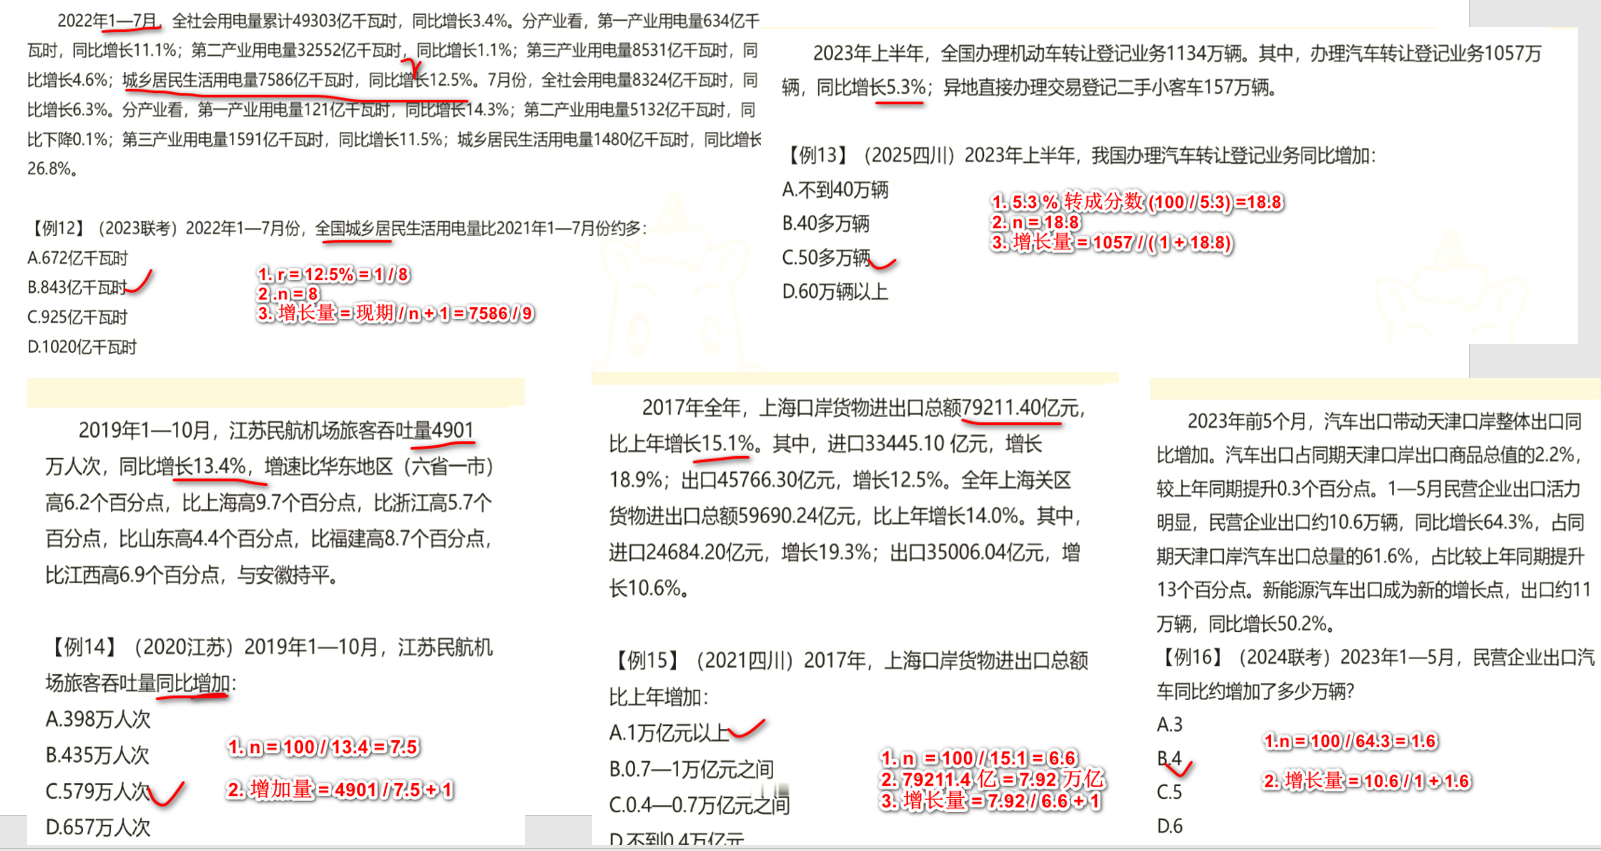 2022年1—7月，全社会用电量累计49303亿千瓦时，同比增长3.4%。分产业看，第一产业用电量634亿千
瓦时，同比增长11.1%；第二产业用电量32552亿千瓦时，同比增长1.1%；第三产业用电量8531亿千瓦时，同
比增长4.6%；城乡居民生活用电量7586亿千瓦时，同比增长12.5%。7月份，全社会用电量8324亿千瓦时，同
比增长6.3%。分产业看，第一产业用电量121亿千瓦时，同比增长14.3%；第二产业用电量5132亿千瓦时，同
比下降0.1%；第三产业用电量1591亿千瓦时，同比增长11.5%；城乡居民生活用电量1480亿千瓦时，同比增长
26.8%。
【例12】（2023联考）2022年1—7月份，全国城乡居民生活用电量比2021年1—7月份约多：
A.672亿千瓦时
B.843亿千瓦时
C.925亿千瓦时
D.1020亿千瓦时
1. r = 12.5% = 1 / 8
2 .n = 8
3. 增长量 = 现期 / n + 1 = 7586 / 9
2023年上半年，全国办理机动车转让登记业务1134万辆。其中，办理汽车转让登记业务1057万
辆，同比增长5.3%；异地直接办理交易登记二手小客车157万辆。
【例13】（2025四川）2023年上半年，我国办理汽车转让登记业务同比增加：
A.不到40万辆
B.40多万辆
C.50多万辆
D.60万辆以上
1. 5.3 % 转成分数 (100 / 5.3) =18.8
2. n = 18.8
3. 增长量 = 1057 / ( 1 + 18.8)
2019年1—10月，江苏民航机场旅客吞吐量4901
万人次，同比增长13.4%，增速比华东地区（六省一市）
高6.2个百分点，比上海高9.7个百分点，比浙江高5.7个
百分点，比山东高4.4个百分点，比福建高8.7个百分点，
比江西高6.9个百分点，与安徽持平。
【例14】（2020江苏）2019年1—10月，江苏民航机
场旅客吞吐量同比增加：
A.398万人次
B.435万人次
C.579万人次
D.657万人次
1. n = 100 / 13.4 = 7.5
2. 增加量 = 4901 / 7.5 + 1
2017年全年，上海口岸货物进出口总额79211.40亿元，
比上年增长15.1%。其中，进口33445.10 亿元，增长
18.9%；出口45766.30亿元，增长12.5%。全年上海关区
货物进出口总额59690.24亿元，比上年增长14.0%。其中，
进口24684.20亿元，增长19.3%；出口35006.04亿元，增
长10.6%。
【例15】（2021四川）2017年，上海口岸货物进出口总额
比上年增加：
A.1万亿元以上
B.0.7—1万亿元之间
C.0.4—0.7万亿元之间
D.不到0.4万亿元
1. n  = 100 / 15.1 = 6.6
2. 79211.4 亿 = 7.92 万亿
3. 增长量 = 7.92 / 6.6 + 1
2023年前5个月，汽车出口带动天津口岸整体出口同
比增加。汽车出口占同期天津口岸出口商品总值的2.2%，
较上年同期提升0.3个百分点。1—5月民营企业出口活力
明显，民营企业出口约10.6万辆，同比增长64.3%，占同
期天津口岸汽车出口总量的61.6%，占比较上年同期提升
13个百分点。新能源汽车出口成为新的增长点，出口约11
万辆，同比增长50.2%。
【例16】（2024联考）2023年1—5月，民营企业出口汽
车同比约增加了多少万辆？
A.3
B.4
C.5
D.6
1.n = 100 / 64.3 = 1.6
2. 增长量 = 10.6 / 1 + 1.6